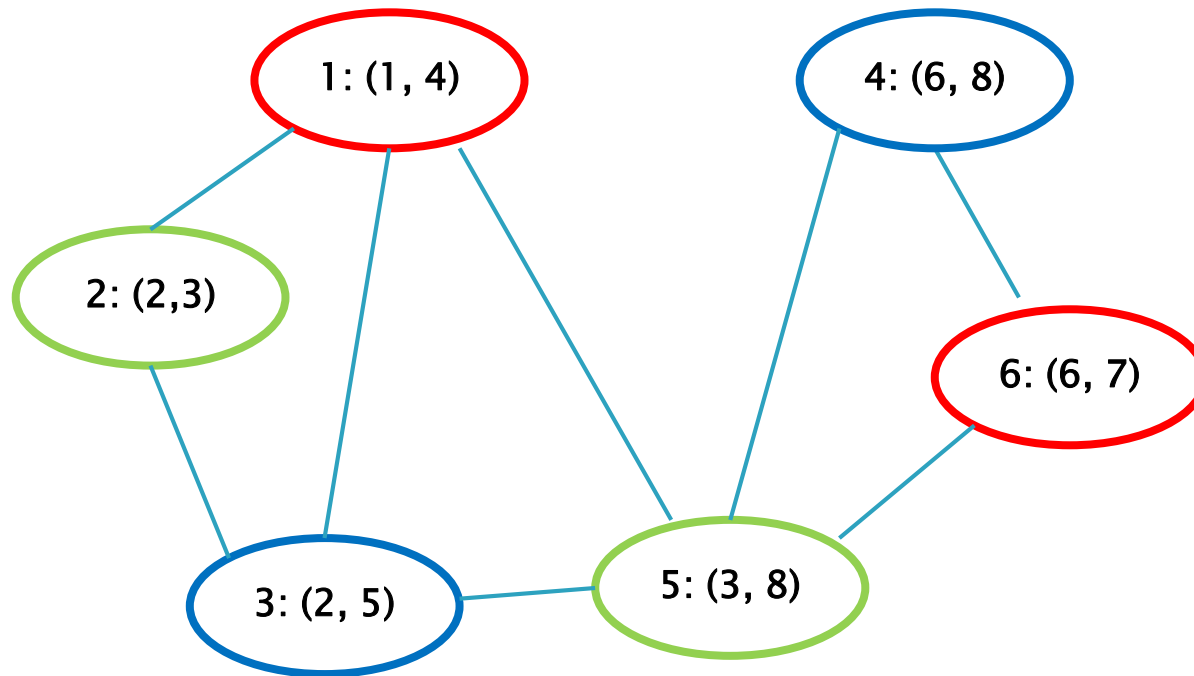 1: (1, 4)
4: (6, 8)
2: (2,3)
6: (6, 7)
3: (2, 5)
5: (3, 8)